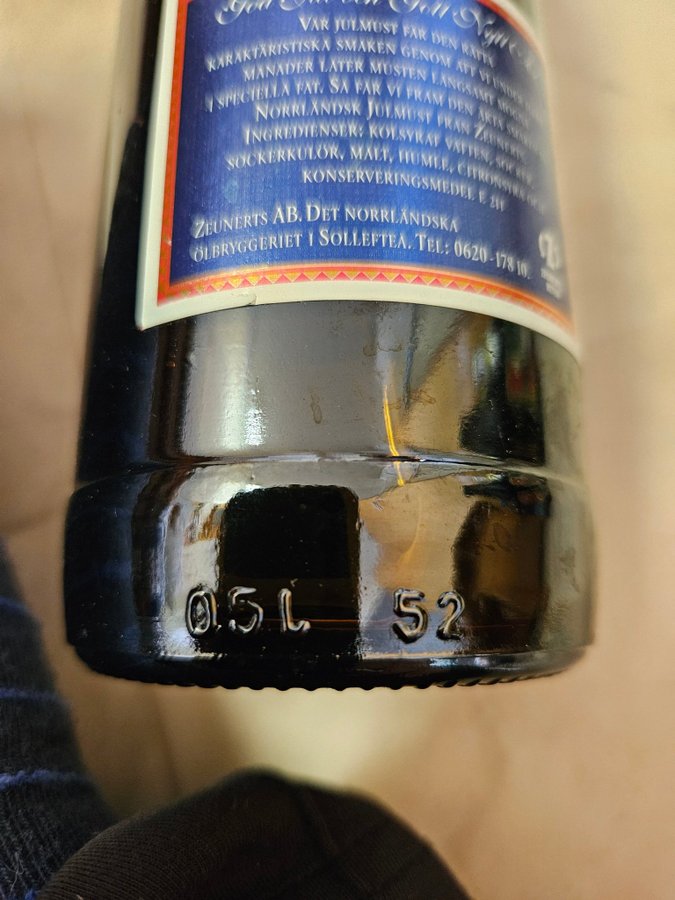 VÅR JULMUST FÅR DEN ÄKTA
KARAKTÄRISTISKA SMAKEN GENOM ATT VI UNDER
MÅNADER LÅTER MUSTEN LÅNGSAMT
I SPECIELLA FAT. SÅ FÅR VI FRAM DEN
NORRLÄNDSK JULMUST FRÅN
INGREDIENSER: KOLSYRAT VATTEN,
SOCKERKULÖR, MALT, HUMLE,
KONSERVERINGSMEDEL E 211
ZEUNERTS AB. DET NORRLÄNDSKA
ÖLBRYGGERIET I SOLLEFTEÅ. TEL: 0620-178 10.
0.5 L 52